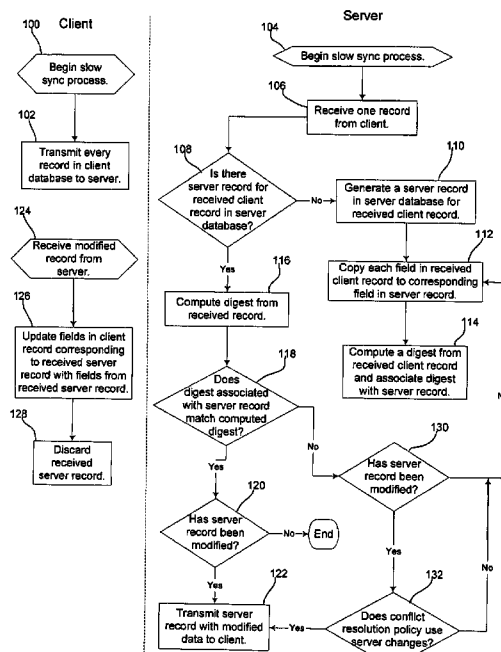 Client
100
Begin slow
sync process.
102
Transmit every
record in client
database to server.
124
Receive modified
record from
server.
126
Update fields in client
record corresponding
to received server
record with fields from
received server record.
128
Discard
received
server record.
Server
104
Begin slow sync process.
106
Receive one record
from client.
108
Is there
server record for
received client
record in server
database?
No
110
Generate a server record
in server database for
received client record.
112
Copy each field in received
client record to corresponding
field in server record.
114
Compute a digest from
received client record
and associate digest
with server record.
Yes
116
Compute digest from
received record.
118
Does
digest associated
with server record
match computed
digest?
No
Yes
120
Has server
record been
modified?
No
End
Yes
122
Transmit server
record with modified
data to client.
130
Has server
record been
modified?
Yes
No
132
Does conflict
resolution policy use
server changes?
Yes